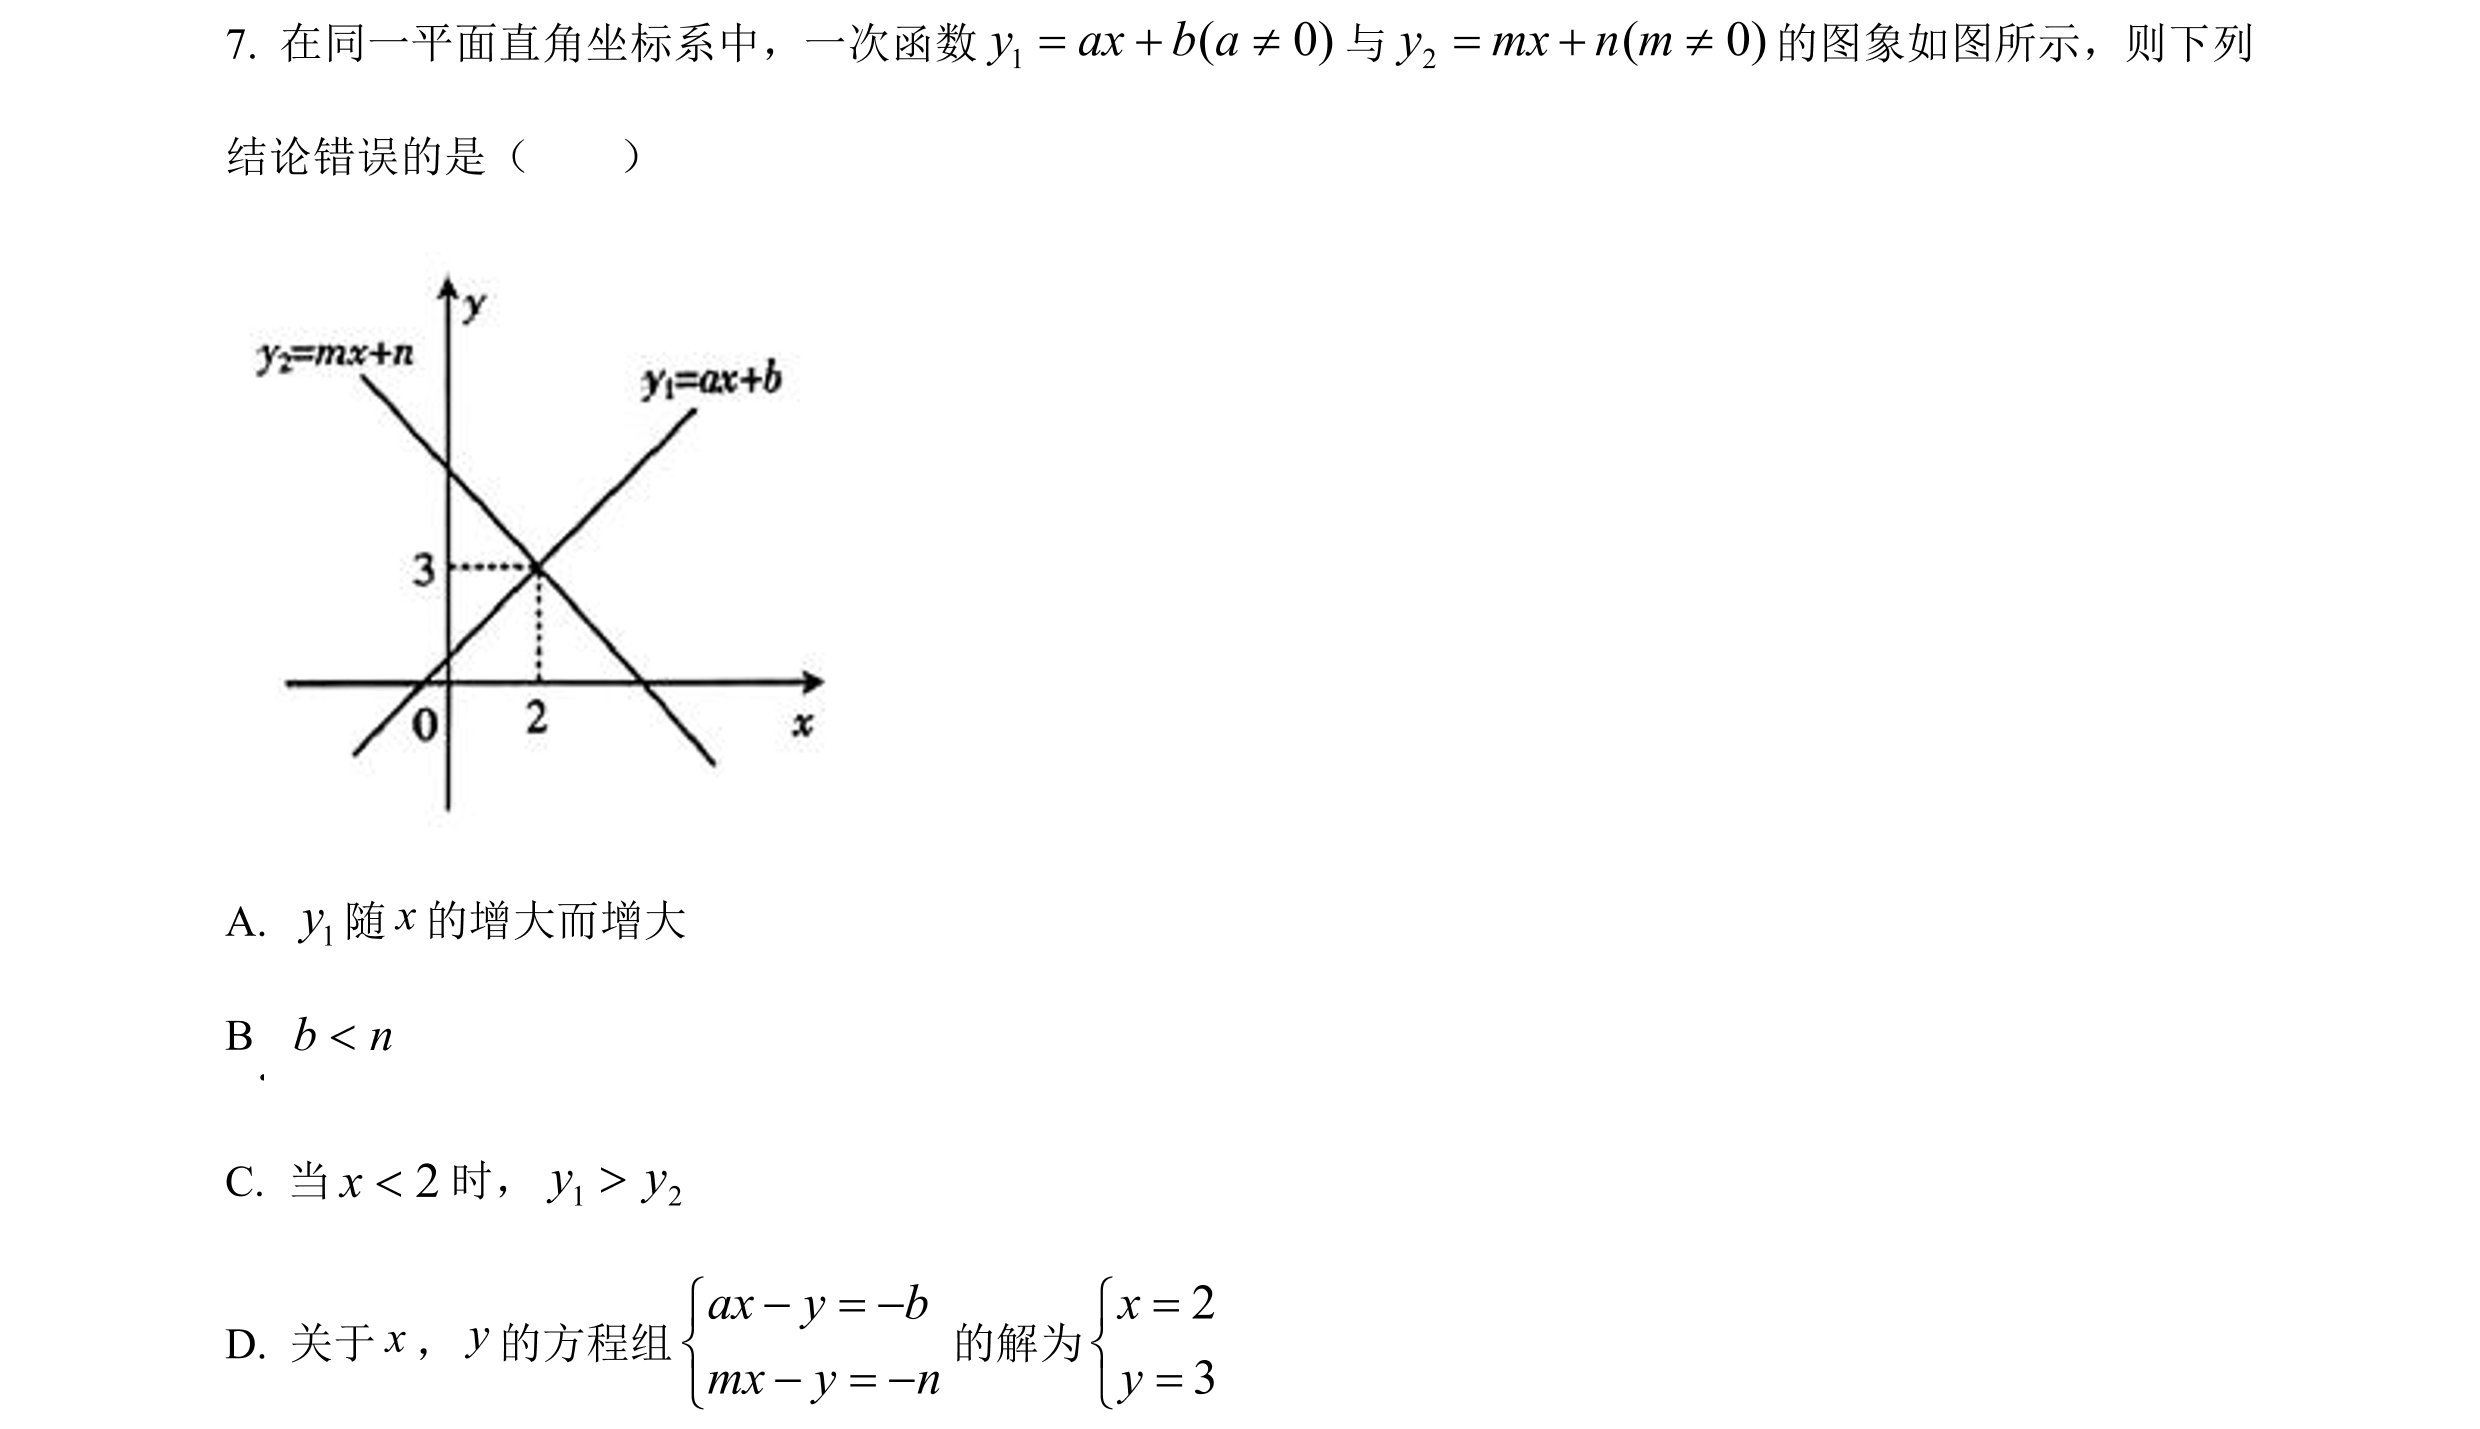 7. 在同一平面直角坐标系中，一次函数 y₁ = ax + b(a ≠ 0) 与 y₂ = mx + n(m ≠ 0) 的图象如图所示，则下列
结论错误的是（　　）
y
y₂=mx+n
y₁=ax+b
3
0
2
x
A. y₁ 随 x 的增大而增大
B. b < n
C. 当 x < 2 时， y₁ > y₂
D. 关于 x， y 的方程组 { ax − y = −b, mx − y = −n 的解为 { x = 2, y = 3